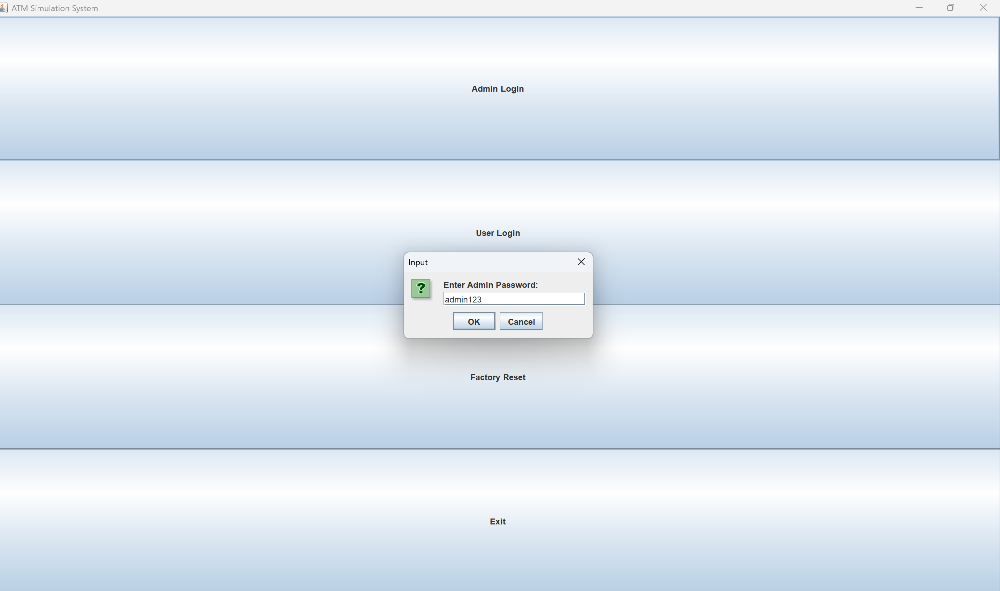 ATM Simulation System
Admin Login
User Login
Input
?
Enter Admin Password:
admin123
OK
Cancel
Factory Reset
Exit